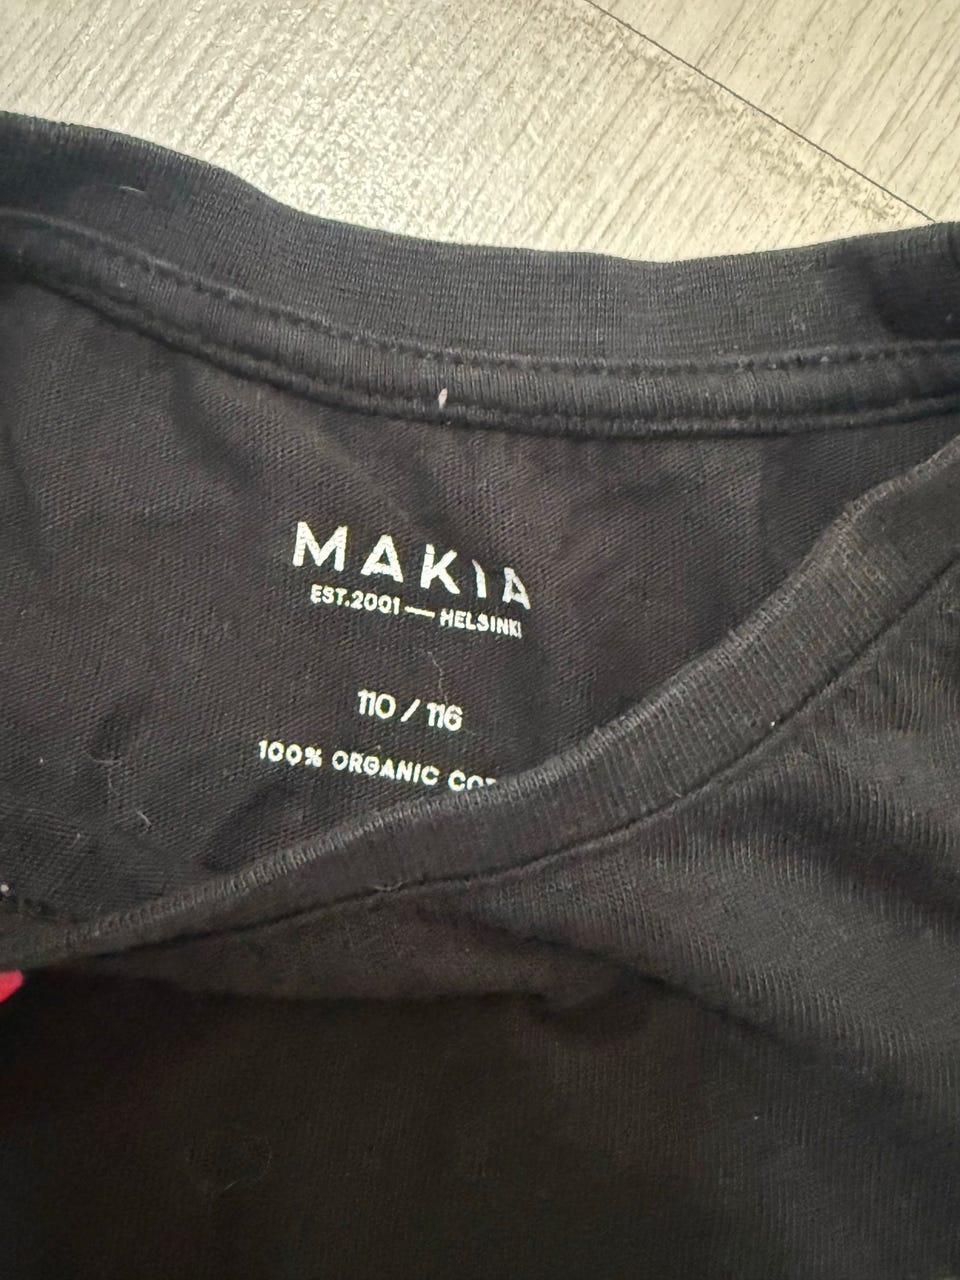 MAKIA
EST.2001 — HELSINKI
110 / 116
100% ORGANIC